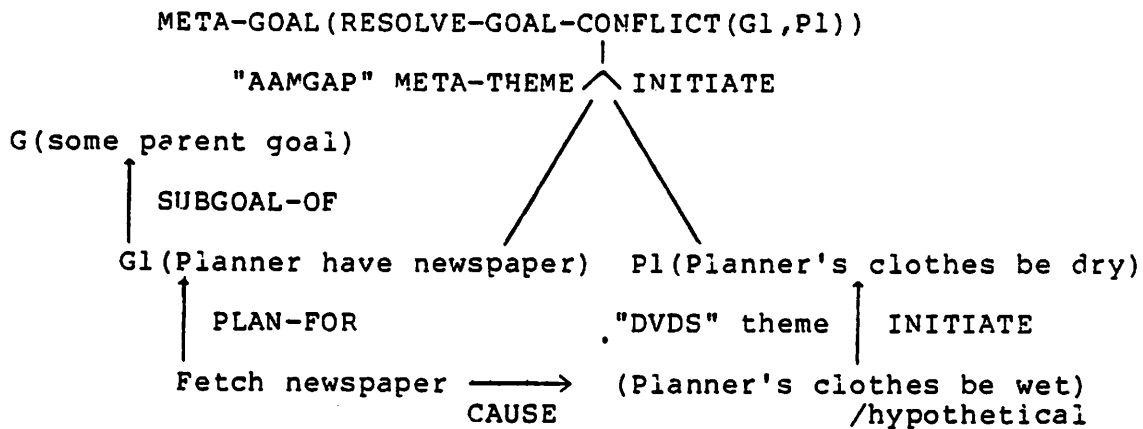 META-GOAL(RESOLVE-GOAL-CONFLICT(G1,P1))
"AAMGAP" META-THEME INITIATE
G(some parent goal)
SUBGOAL-OF
G1(Planner have newspaper) P1(Planner's clothes be dry)
PLAN-FOR "DVDS" theme INITIATE
Fetch newspaper (Planner's clothes be wet)
CAUSE /hypothetical